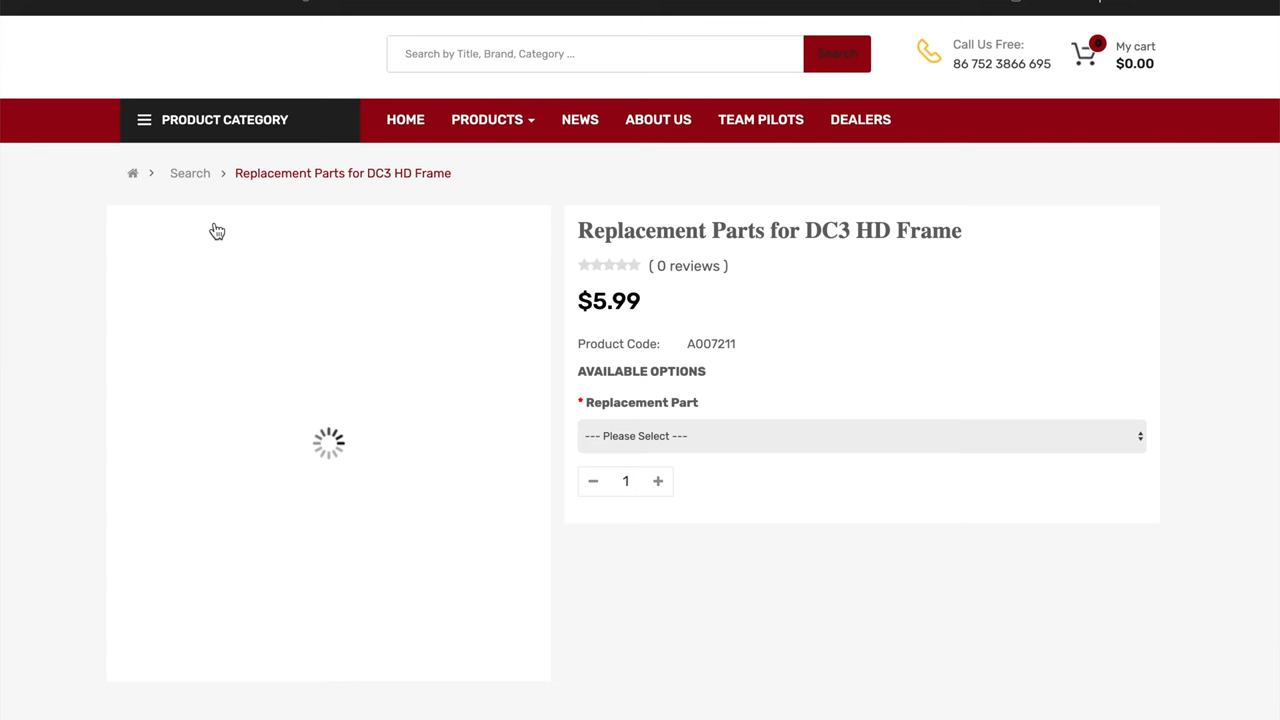 Search by Title, Brand, Category ...
Search
Call Us Free:
86 752 3866 695
0
My cart
$0.00
PRODUCT CATEGORY
HOME
PRODUCTS
NEWS
ABOUT US
TEAM PILOTS
DEALERS
Search
Replacement Parts for DC3 HD Frame
Replacement Parts for DC3 HD Frame
( 0 reviews )
$5.99
Product Code: A007211
AVAILABLE OPTIONS
* Replacement Part
--- Please Select ---
− 1 +